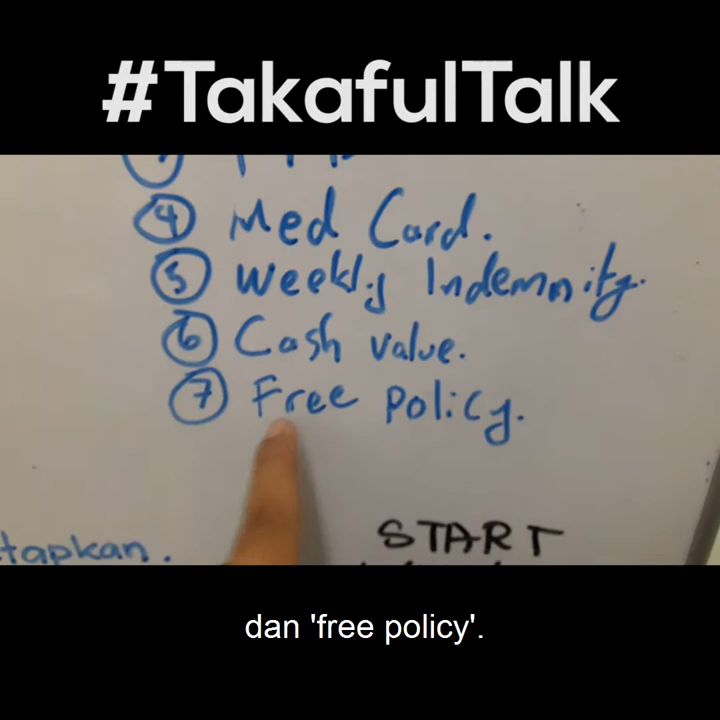 #TakafulTalk
④ Med Card.
⑤ Weekly Indemnity.
⑥ Cash value.
⑦ Free policy.
tapkan.
START
dan 'free policy'.